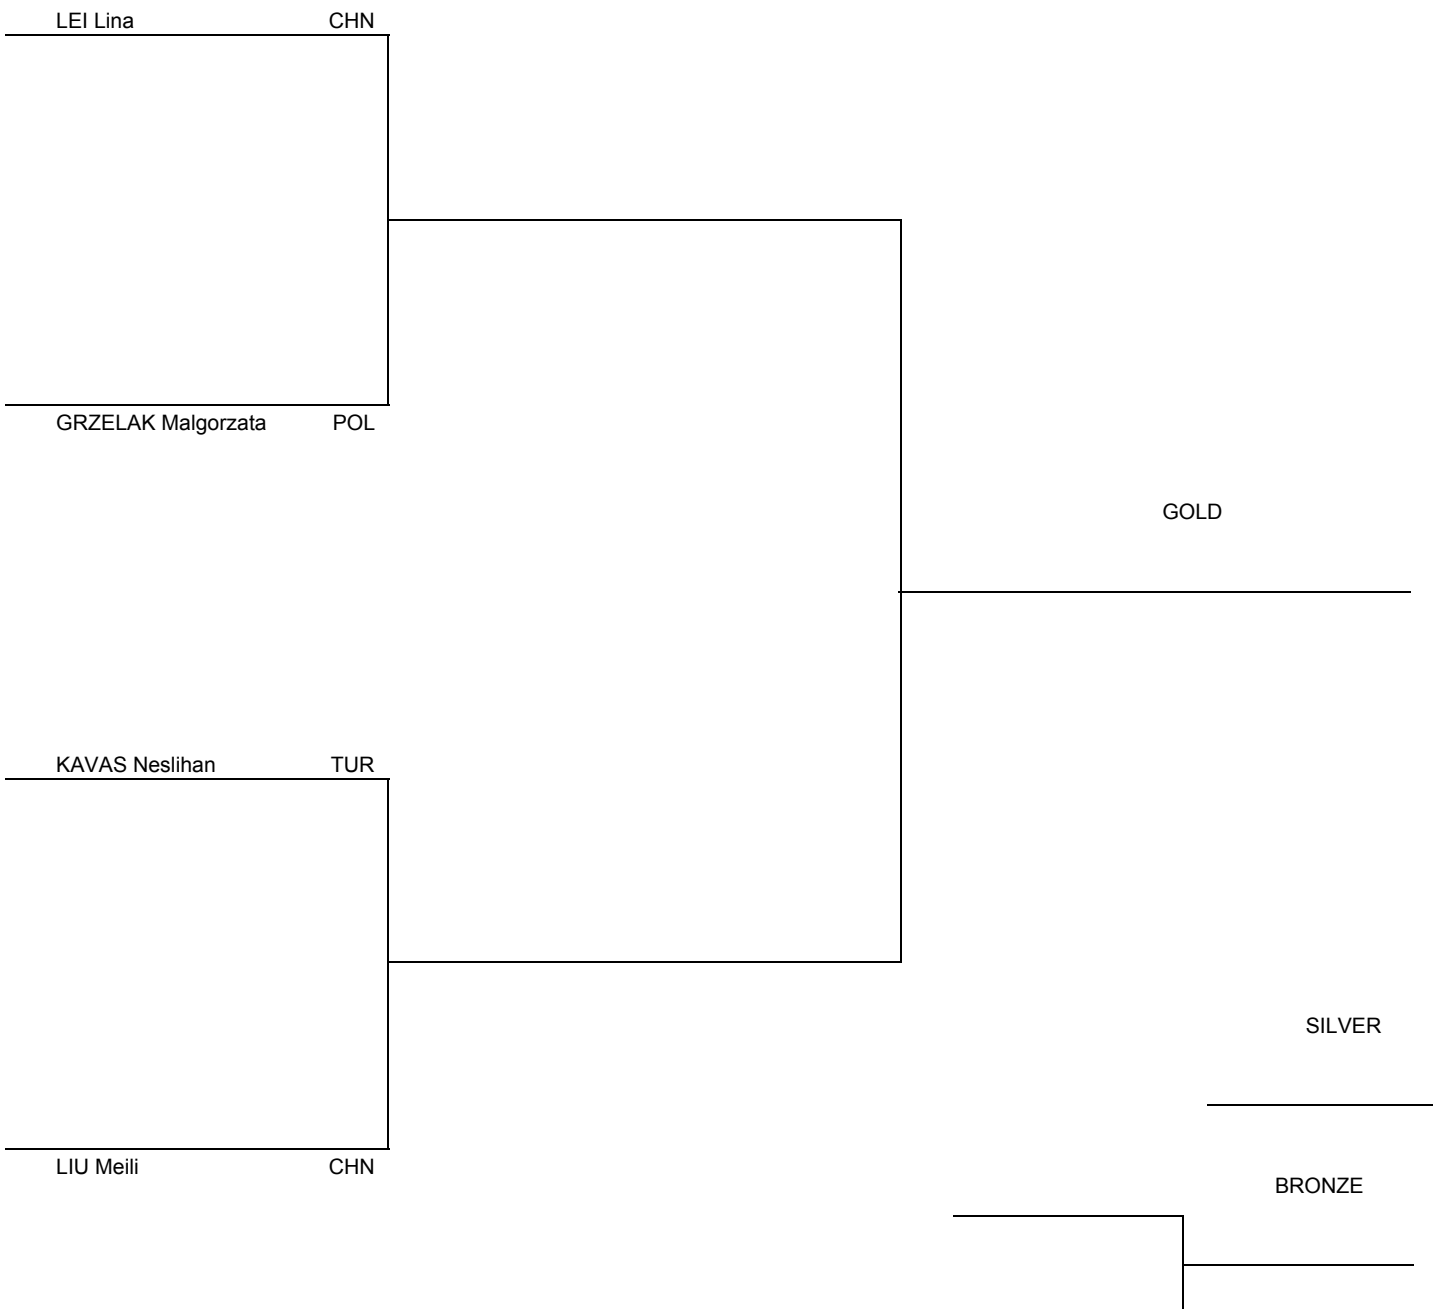 LEI Lina CHN
GRZELAK Malgorzata POL
GOLD
KAVAS Neslihan TUR
SILVER
LIU Meili CHN
BRONZE